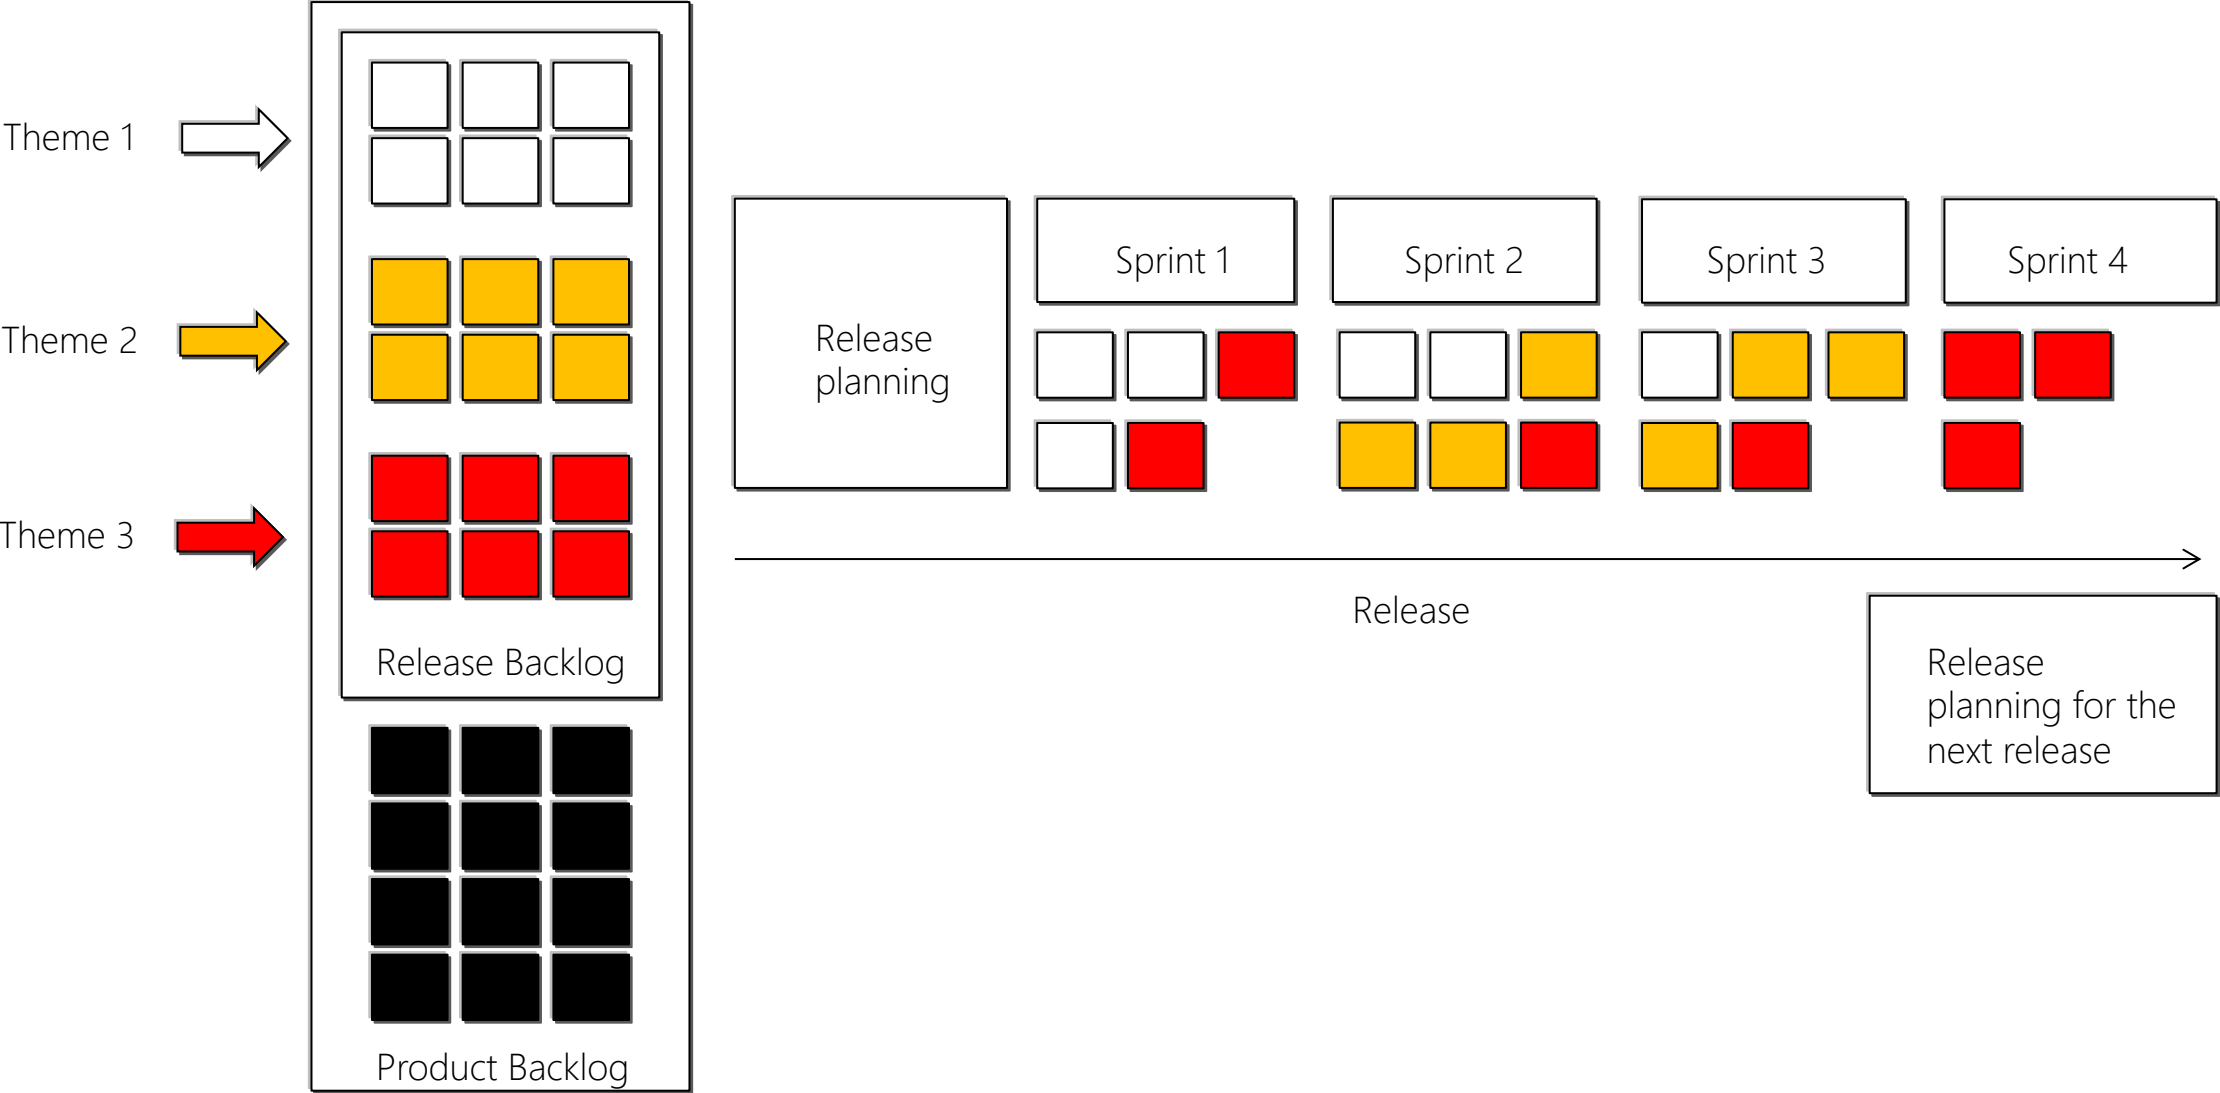 Theme 1
Theme 2
Theme 3
Release Backlog
Product Backlog
Release
planning
Sprint 1
Sprint 2
Sprint 3
Sprint 4
Release
Release
planning for the
next release